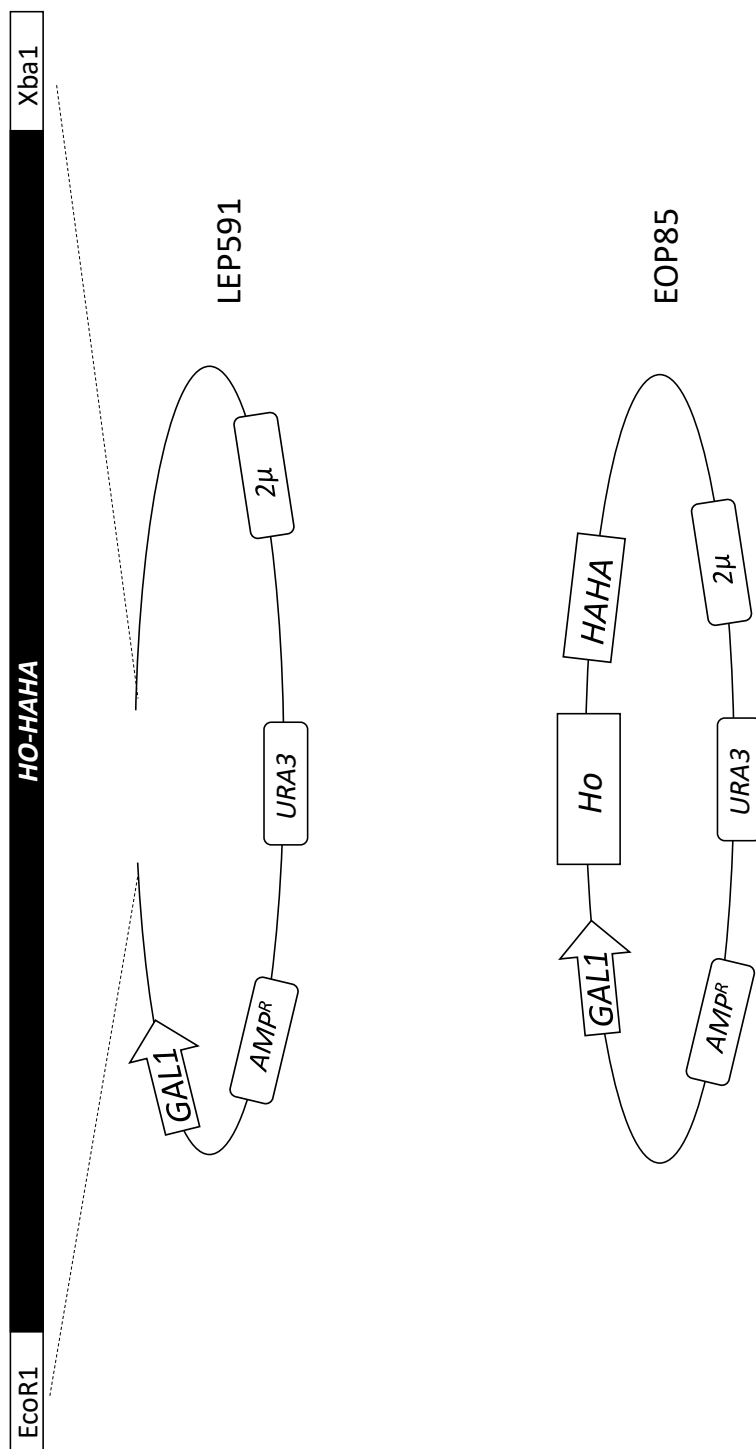 EcoR1
HO-HAHA
Xba1
GAL1
AMPᴿ
URA3
2µ
LEP591
GAL1
Ho
HAHA
AMPᴿ
URA3
2µ
EOP85